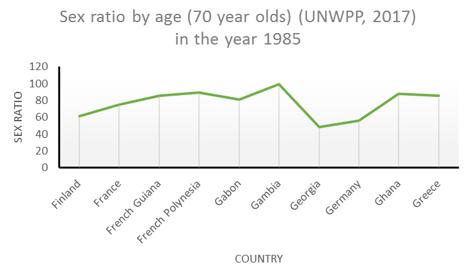 Sex ratio by age (70 year olds) (UNWPP, 2017)
in the year 1985
120
100
80
60
40
20
0
SEX RATIO
Finland
France
French Guiana
French Polynesia
Gabon
Gambia
Georgia
Germany
Ghana
Greece
COUNTRY